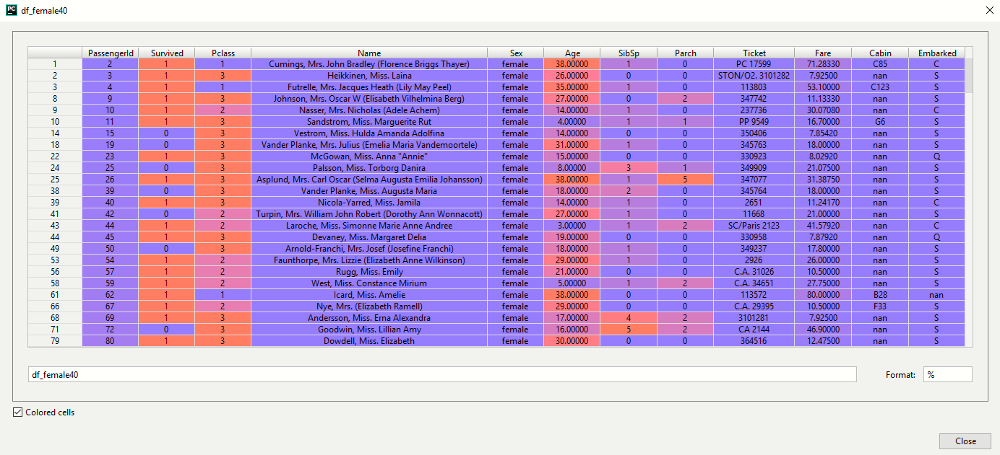 PC df_female40
PassengerId Survived Pclass Name Sex Age SibSp Parch Ticket Fare Cabin Embarked
1 2 1 1 Cumings, Mrs. John Bradley (Florence Briggs Thayer) female 38.00000 1 0 PC 17599 71.28330 C85 C
2 3 1 3 Heikkinen, Miss. Laina female 26.00000 0 0 STON/O2. 3101282 7.92500 nan S
3 4 1 1 Futrelle, Mrs. Jacques Heath (Lily May Peel) female 35.00000 1 0 113803 53.10000 C123 S
8 9 1 3 Johnson, Mrs. Oscar W (Elisabeth Vilhelmina Berg) female 27.00000 0 2 347742 11.13330 nan S
9 10 1 2 Nasser, Mrs. Nicholas (Adele Achem) female 14.00000 1 0 237736 30.07080 nan C
10 11 1 3 Sandstrom, Miss. Marguerite Rut female 4.00000 1 1 PP 9549 16.70000 G6 S
14 15 0 3 Vestrom, Miss. Hulda Amanda Adolfina female 14.00000 0 0 350406 7.85420 nan S
18 19 0 3 Vander Planke, Mrs. Julius (Emelia Maria Vandemoortele) female 31.00000 1 0 345763 18.00000 nan S
22 23 1 3 McGowan, Miss. Anna "Annie" female 15.00000 0 0 330923 8.02920 nan Q
24 25 0 3 Palsson, Miss. Torborg Danira female 8.00000 3 1 349909 21.07500 nan S
25 26 1 3 Asplund, Mrs. Carl Oscar (Selma Augusta Emilia Johansson) female 38.00000 1 5 347077 31.38750 nan S
38 39 0 3 Vander Planke, Miss. Augusta Maria female 18.00000 2 0 345764 18.00000 nan S
39 40 1 3 Nicola-Yarred, Miss. Jamila female 14.00000 1 0 2651 11.24170 nan C
41 42 0 2 Turpin, Mrs. William John Robert (Dorothy Ann Wonnacott) female 27.00000 1 0 11668 21.00000 nan S
43 44 1 2 Laroche, Miss. Simonne Marie Anne Andree female 3.00000 1 2 SC/Paris 2123 41.57920 nan C
44 45 1 3 Devaney, Miss. Margaret Delia female 19.00000 0 0 330958 7.87920 nan Q
49 50 0 3 Arnold-Franchi, Mrs. Josef (Josefine Franchi) female 18.00000 1 0 349237 17.80000 nan S
53 54 1 2 Faunthorpe, Mrs. Lizzie (Elizabeth Anne Wilkinson) female 29.00000 1 0 2926 26.00000 nan S
56 57 1 2 Rugg, Miss. Emily female 21.00000 0 0 C.A. 31026 10.50000 nan S
58 59 1 2 West, Miss. Constance Mirium female 5.00000 1 2 C.A. 34651 27.75000 nan S
61 62 1 1 Icard, Miss. Amelie female 38.00000 0 0 113572 80.00000 B28 nan
66 67 1 2 Nye, Mrs. (Elizabeth Ramell) female 29.00000 0 0 C.A. 29395 10.50000 F33 S
68 69 1 3 Andersson, Miss. Erna Alexandra female 17.00000 4 2 3101281 7.92500 nan S
71 72 0 3 Goodwin, Miss. Lillian Amy female 16.00000 5 2 CA 2144 46.90000 nan S
79 80 1 3 Dowdell, Miss. Elizabeth female 30.00000 0 0 364516 12.47500 nan S
df_female40 Format: %
Colored cells
Close